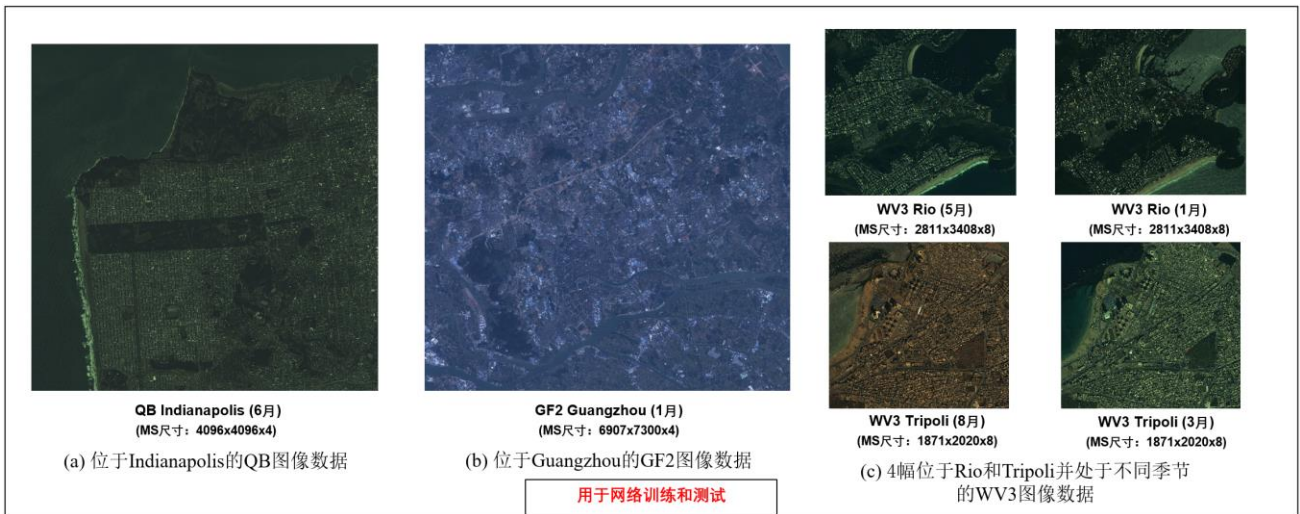 QB Indianapolis (6月)
(MS尺寸：4096x4096x4)
(a) 位于Indianapolis的QB图像数据
GF2 Guangzhou (1月)
(MS尺寸：6907x7300x4)
(b) 位于Guangzhou的GF2图像数据
WV3 Rio (5月)
(MS尺寸：2811x3408x8)
WV3 Rio (1月)
(MS尺寸：2811x3408x8)
WV3 Tripoli (8月)
(MS尺寸：1871x2020x8)
WV3 Tripoli (3月)
(MS尺寸：1871x2020x8)
(c) 4幅位于Rio和Tripoli并处于不同季节
的WV3图像数据
用于网络训练和测试